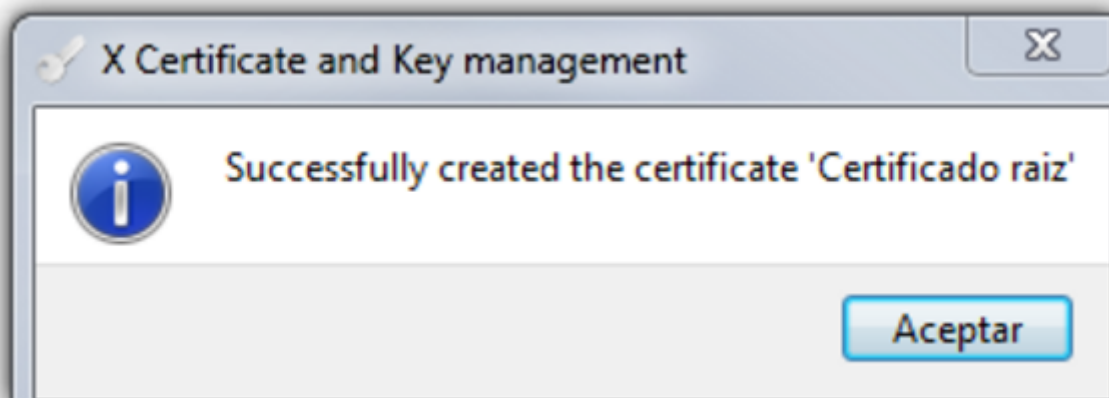 X Certificate and Key management
Successfully created the certificate 'Certificado raiz'
Aceptar